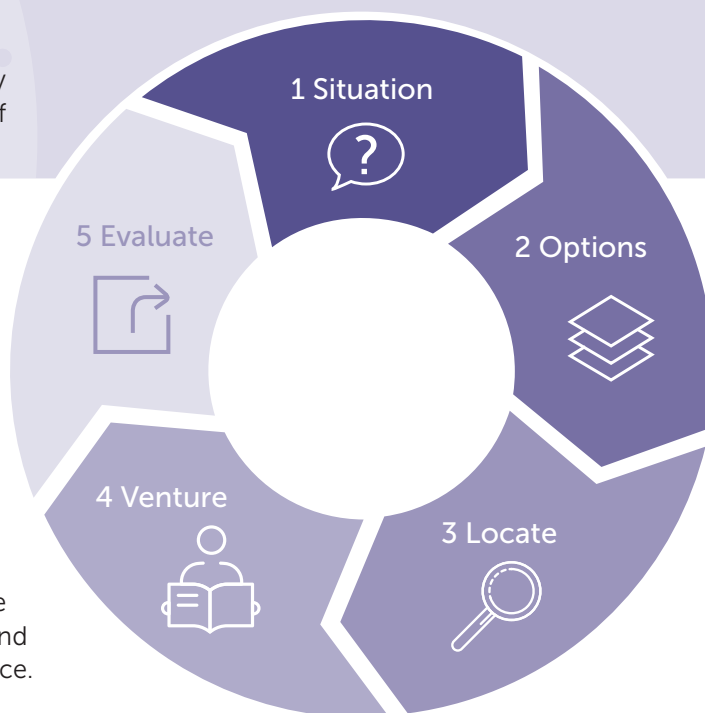 y
f
1 Situation
?
2 Options
3 Locate
4 Venture
5 Evaluate
e
nd
ce.